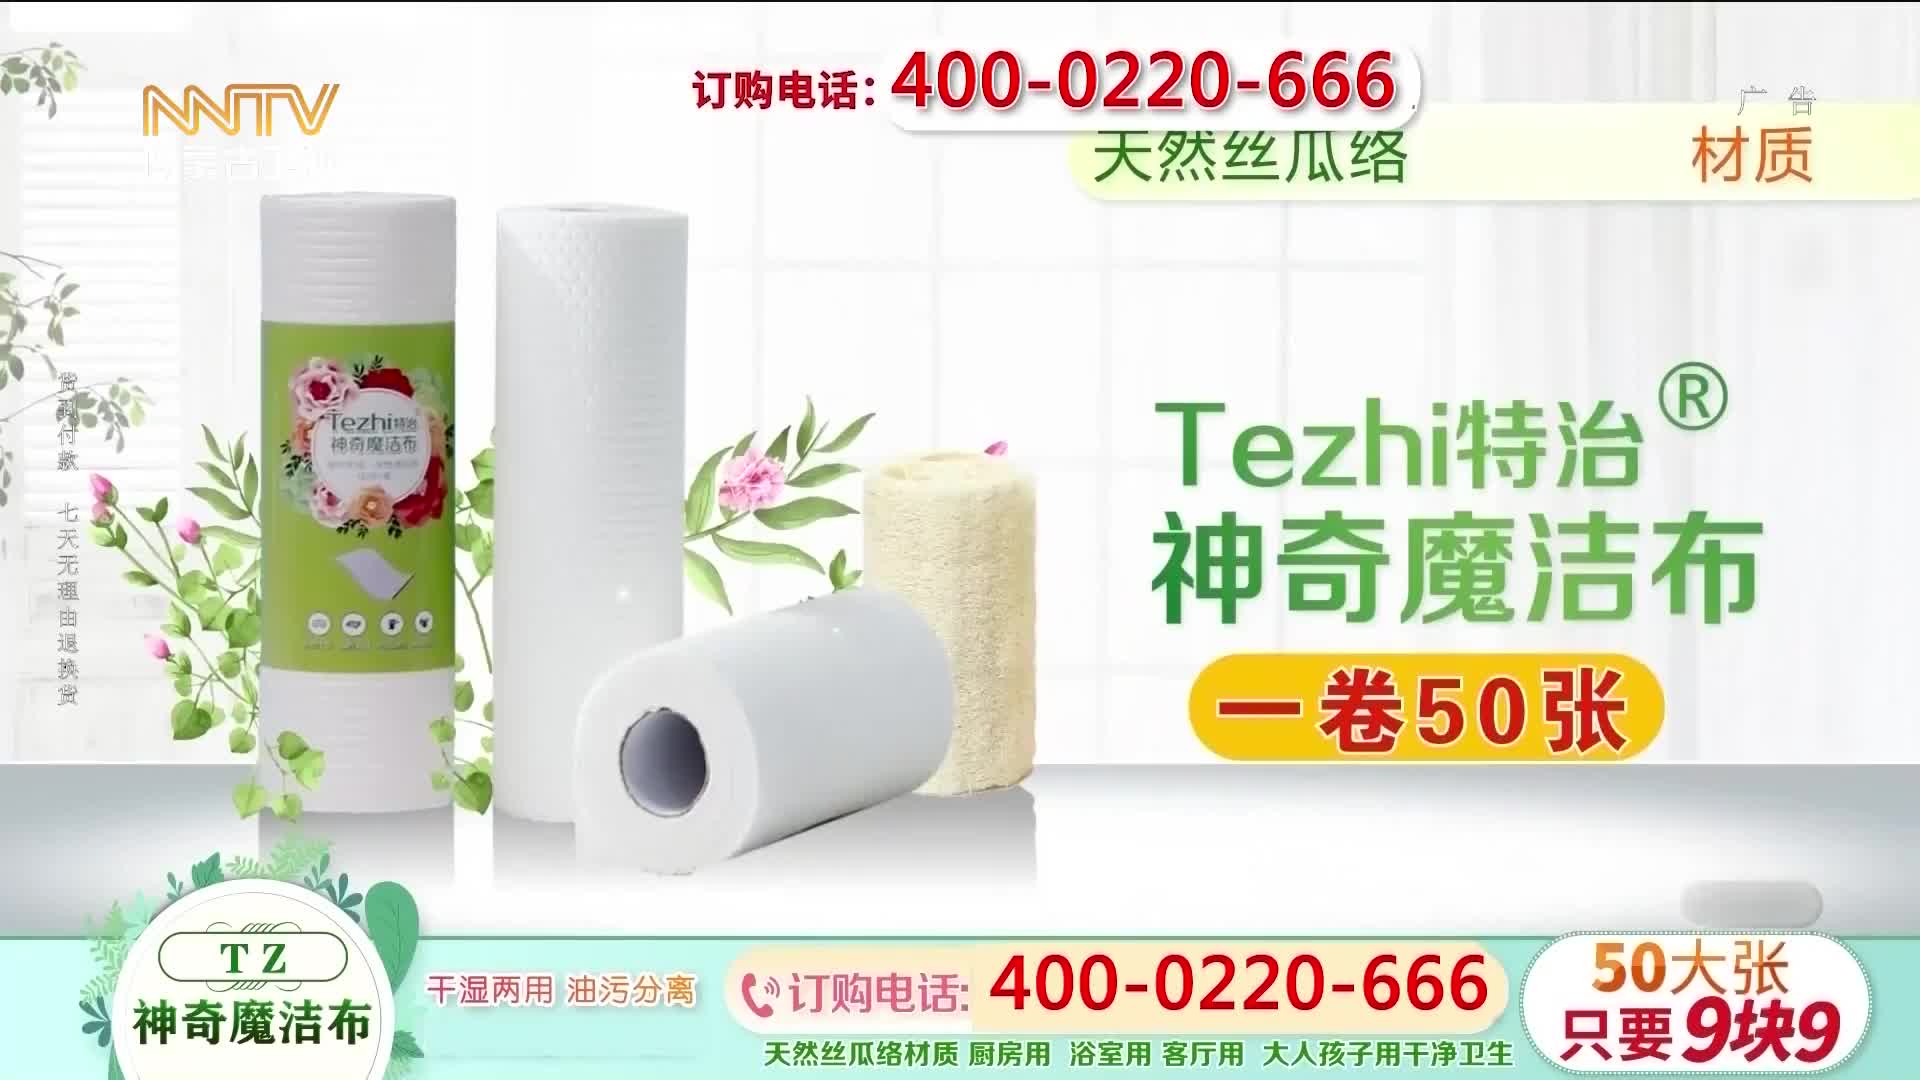 订购电话：400-0220-666
NNTV
广 告
天然丝瓜络 材质
货到付款 七天无理由退换货
Tezhi特治
神奇魔洁布
Tezhi特治®
神奇魔洁布
一卷50张
TZ
神奇魔洁布
干湿两用 油污分离
订购电话: 400-0220-666
天然丝瓜络材质 厨房用 浴室用 客厅用 大人孩子用干净卫生
50大张
只要9块9